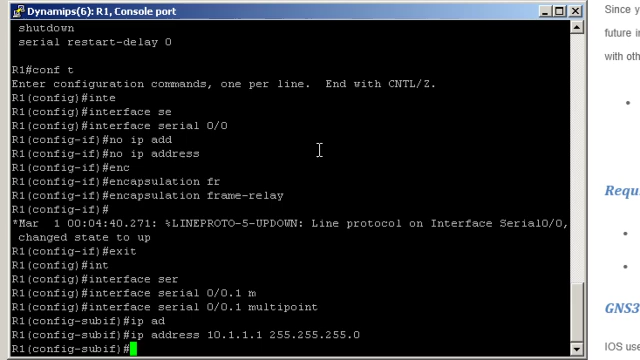 Dynamips(6): R1, Console port
shutdown
serial restart-delay 0
R1#conf t
Enter configuration commands, one per line.  End with CNTL/Z.
R1(config)#inte
R1(config)#interface se
R1(config)#interface serial 0/0
R1(config-if)#no ip add
R1(config-if)#no ip address
R1(config-if)#enc
R1(config-if)#encapsulation fr
R1(config-if)#encapsulation frame-relay
R1(config-if)#
*Mar  1 00:04:40.271: %LINEPROTO-5-UPDOWN: Line protocol on Interface Serial0/0,
changed state to up
R1(config-if)#exit
R1(config)#int
R1(config)#interface ser
R1(config)#interface serial 0/0.1 m
R1(config)#interface serial 0/0.1 multipoint
R1(config-subif)#ip ad
R1(config-subif)#ip address 10.1.1.1 255.255.255.0
R1(config-subif)#
Since y
future i
with oth
Requ
GNS3
IOS use